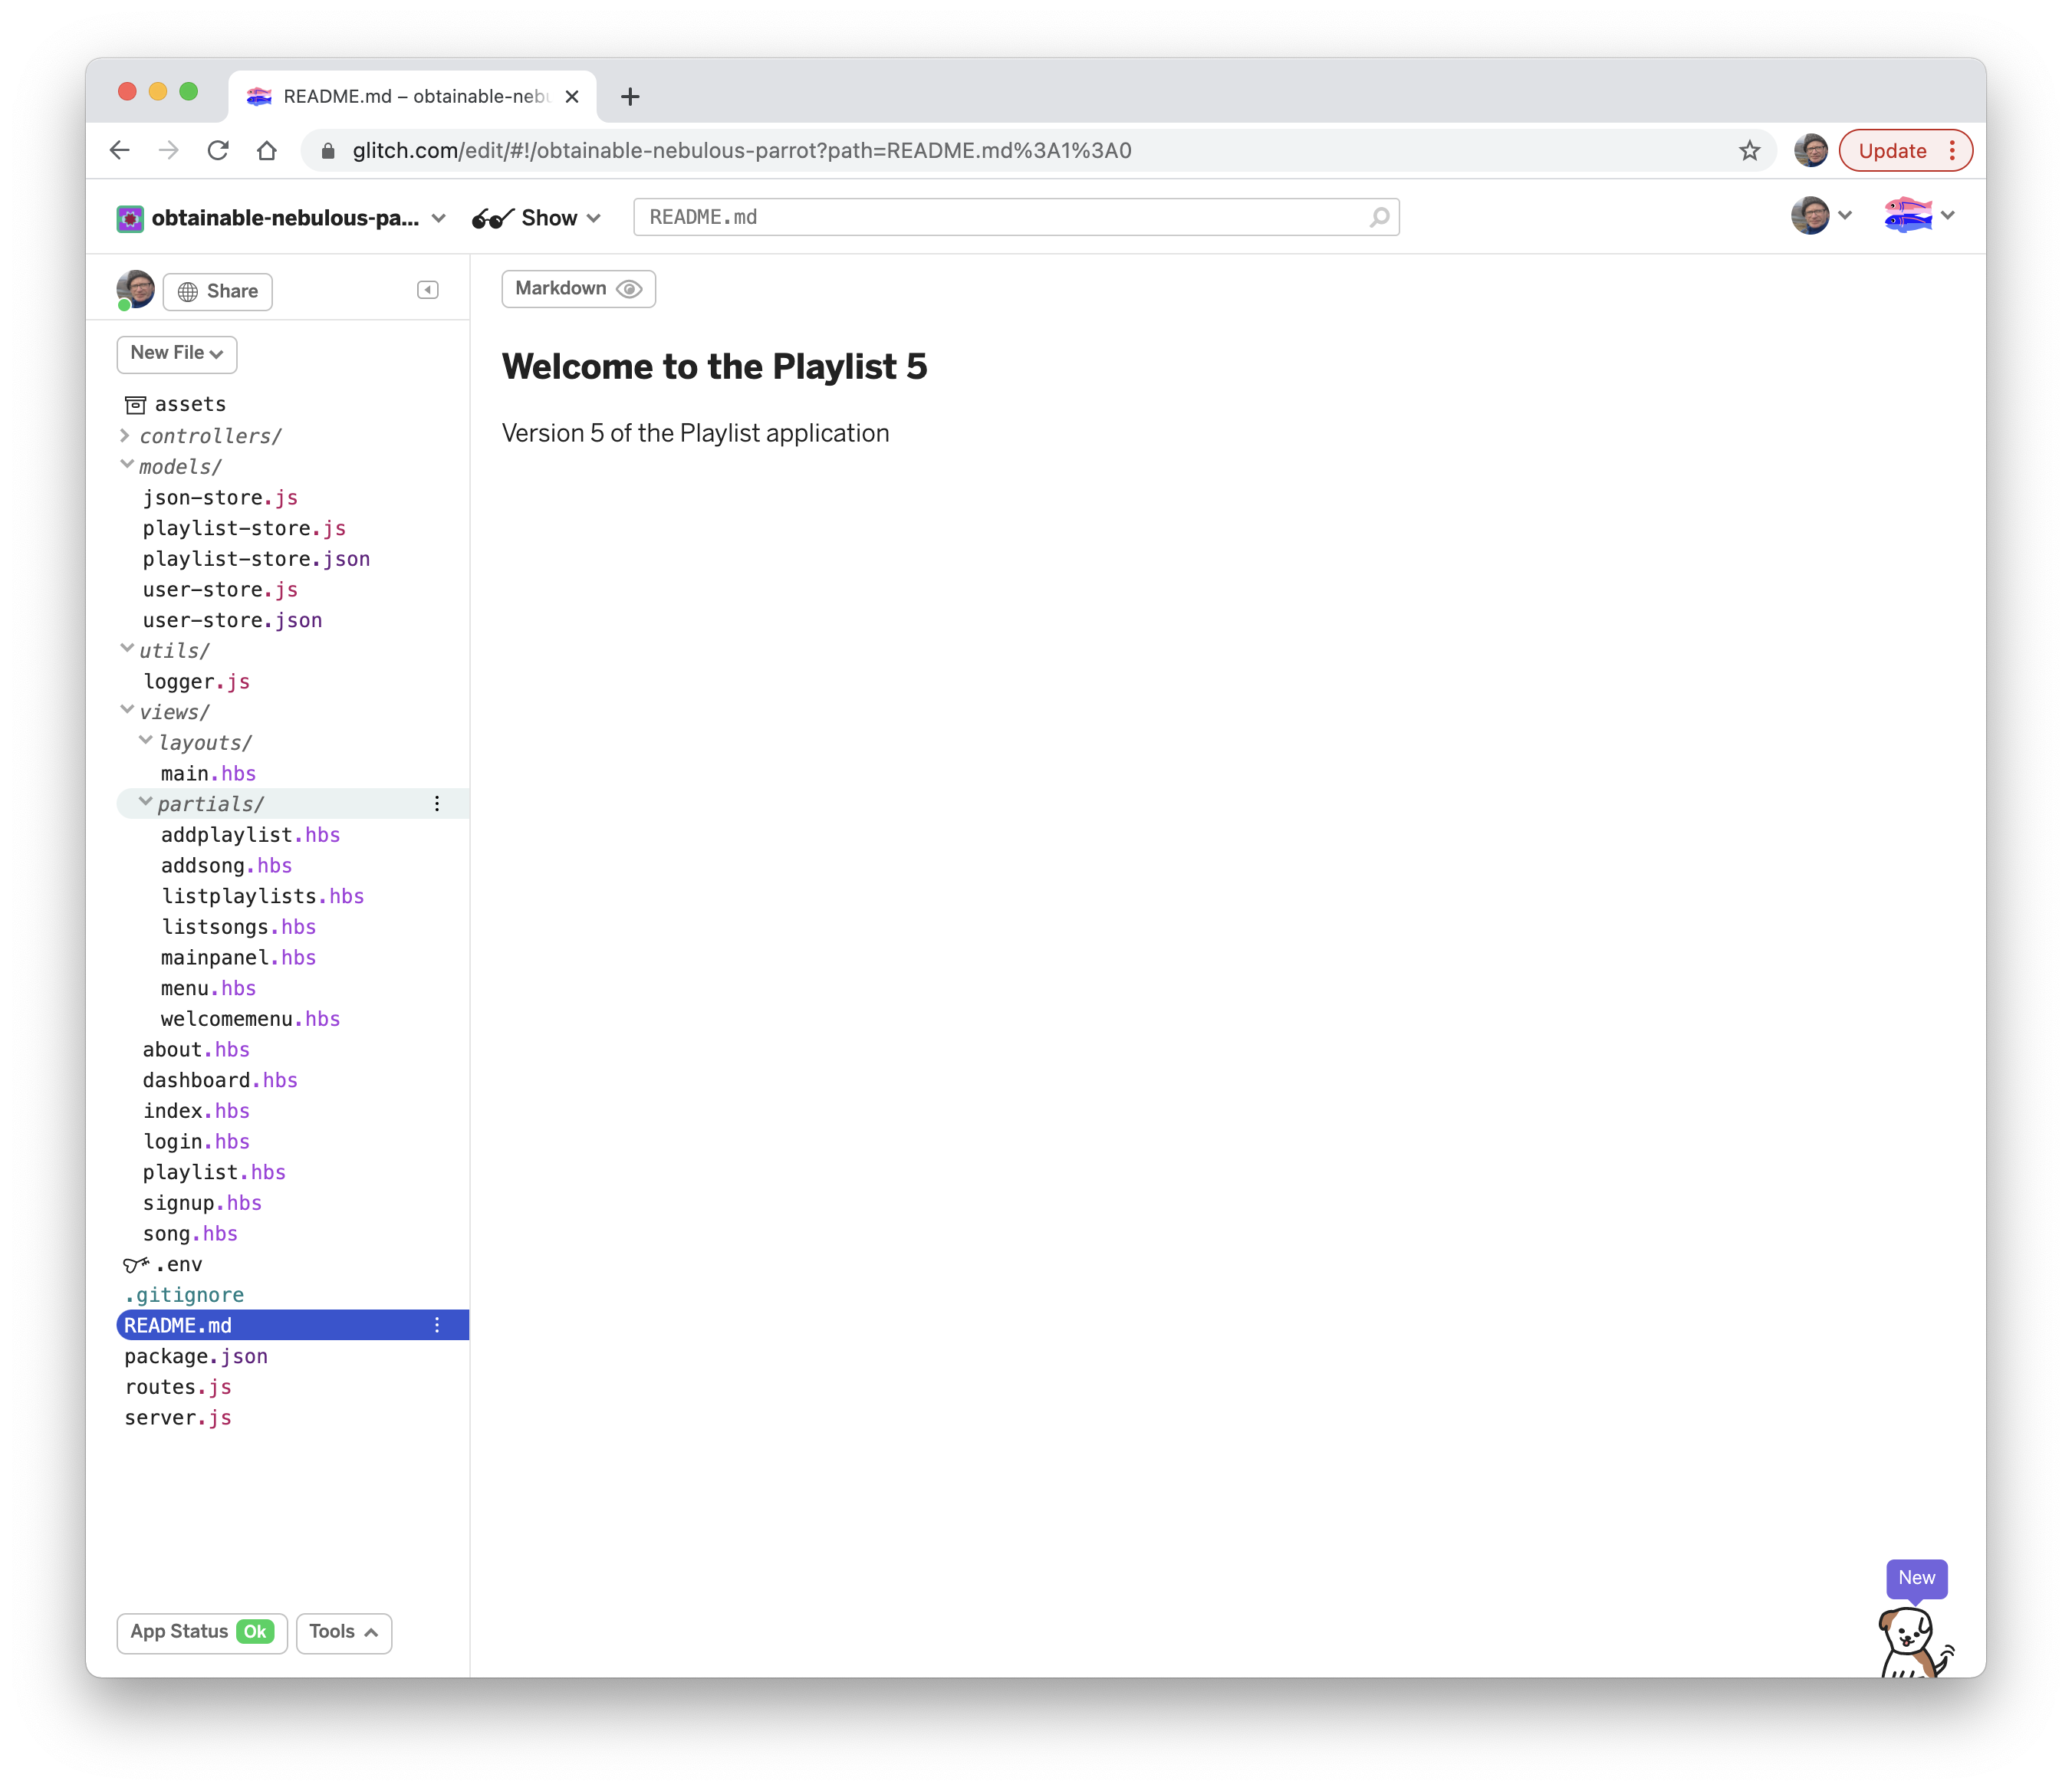 README.md – obtainable-neb
glitch.com/edit/#!/obtainable-nebulous-parrot?path=README.md%3A1%3A0
Update
obtainable-nebulous-pa...
Show
README.md
Share
Markdown
New File
Welcome to the Playlist 5
Version 5 of the Playlist application
assets
controllers/
models/
json-store.js
playlist-store.js
playlist-store.json
user-store.js
user-store.json
utils/
logger.js
views/
layouts/
main.hbs
partials/
addplaylist.hbs
addsong.hbs
listplaylists.hbs
listsongs.hbs
mainpanel.hbs
menu.hbs
welcomemenu.hbs
about.hbs
dashboard.hbs
index.hbs
login.hbs
playlist.hbs
signup.hbs
song.hbs
.env
.gitignore
README.md
package.json
routes.js
server.js
New
App Status Ok
Tools